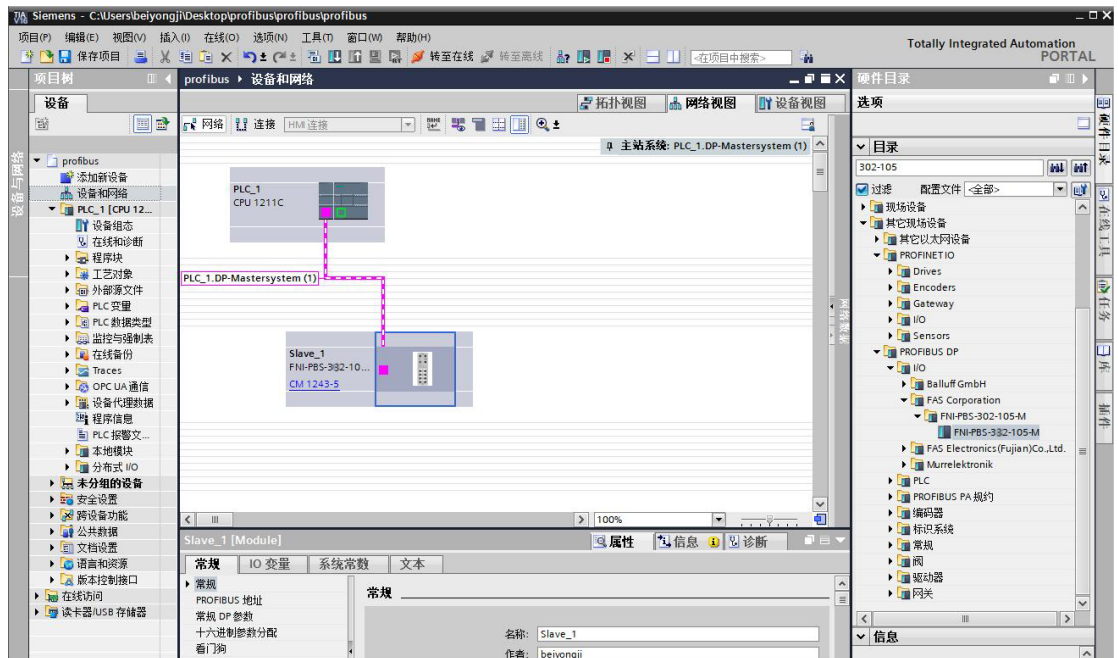 Siemens - C:\Users\beiyongji\Desktop\profibus\profibus\profibus
项目(P) 编辑(E) 视图(V) 插入(I) 在线(O) 选项(N) 工具(T) 窗口(W) 帮助(H)
Totally Integrated Automation
PORTAL
保存项目 转至在线 转至离线 <在项目中搜索>
项目树
设备
设备与网络
profibus
添加新设备
设备和网络
PLC_1 [CPU 12...
设备组态
在线和诊断
程序块
工艺对象
外部源文件
PLC 变量
PLC 数据类型
监控与强制表
在线备份
Traces
OPC UA 通信
设备代理数据
程序信息
PLC 报警文...
本地模块
分布式 I/O
未分组的设备
安全设置
跨设备功能
公共数据
文档设置
语言和资源
版本控制接口
在线访问
读卡器/USB 存储器
profibus ▸ 设备和网络
拓扑视图 网络视图 设备视图
网络 连接 HMI 连接
主站系统: PLC_1.DP-Mastersystem (1)
PLC_1
CPU 1211C
PLC_1.DP-Mastersystem (1)
Slave_1
FNI-PBS-302-10...
CM 1243-5
100%
Slave_1 [Module]
属性 信息 诊断
常规 IO 变量 系统常数 文本
常规
PROFIBUS 地址
常规 DP 参数
十六进制参数分配
看门狗
常规
名称: Slave_1
作者: beiyongji
硬件目录
选项
目录
302-105
过滤 配置文件 <全部>
现场设备
其它现场设备
其它以太网设备
PROFINET IO
Drives
Encoders
Gateway
I/O
Sensors
PROFIBUS DP
I/O
Balluff GmbH
FAS Corporation
FNI-PBS-302-105-M
FNI-PBS-302-105-M
FAS Electronics(Fujian)Co.,Ltd.
Murrelektronik
PLC
PROFIBUS PA 规约
编码器
标识系统
常规
阀
驱动器
网关
信息
硬件目录
在线工具
任务
库
插件